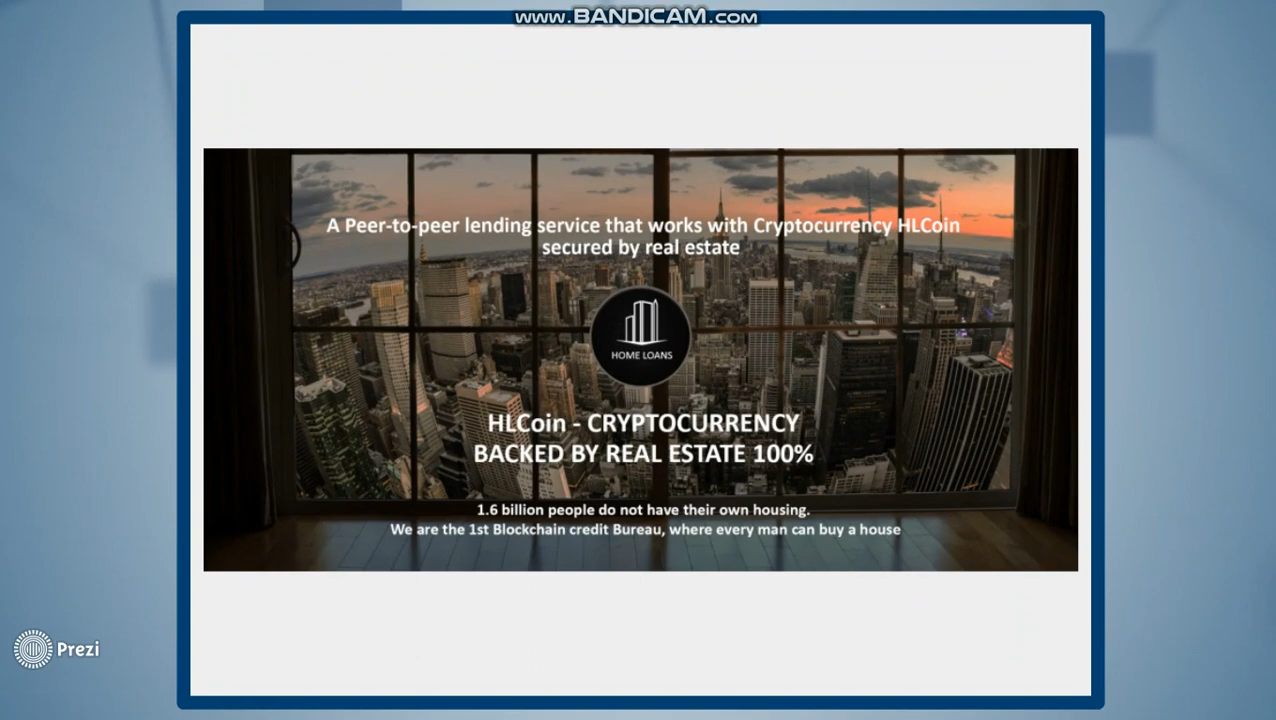 www.BANDICAM.com
A Peer-to-peer lending service that works with Cryptocurrency HLCoin
secured by real estate
HOME LOANS
HLCoin - CRYPTOCURRENCY
BACKED BY REAL ESTATE 100%
1.6 billion people do not have their own housing.
We are the 1st Blockchain credit Bureau, where every man can buy a house
Prezi